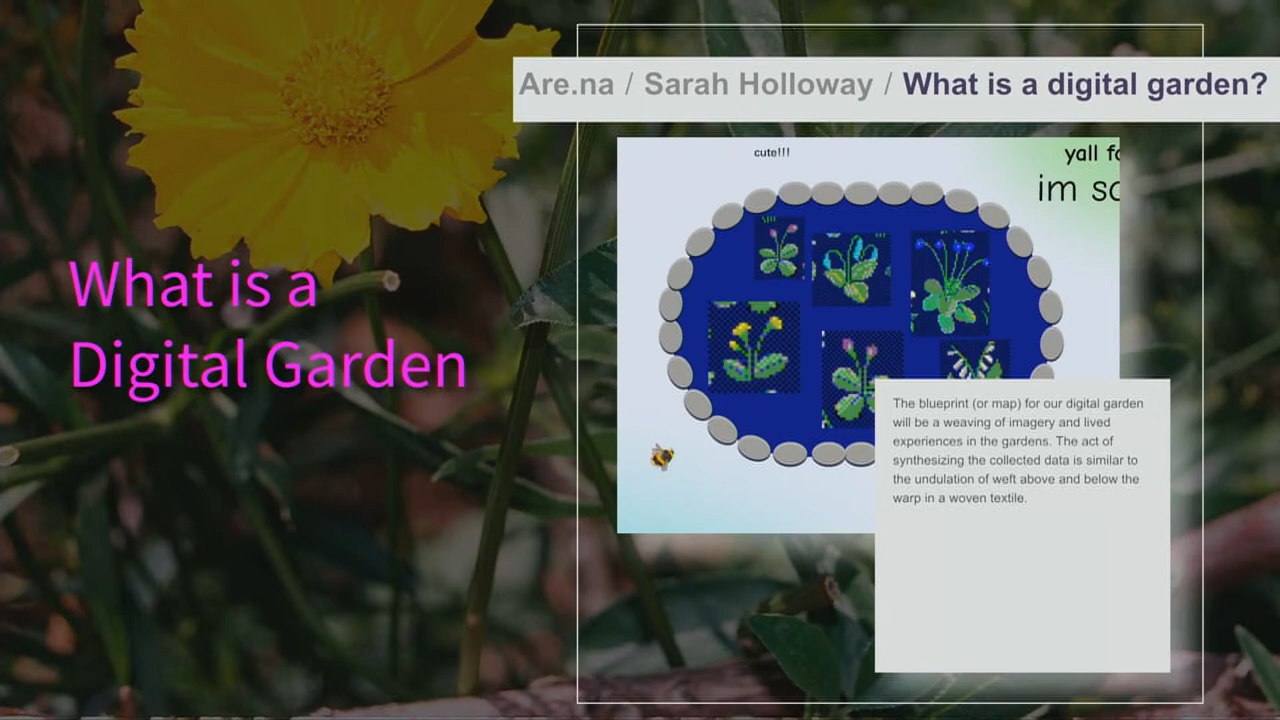 Are.na / Sarah Holloway / What is a digital garden?
cute!!!
yall
im
What is a
Digital Garden
The blueprint (or map) for our digital garden
will be a weaving of imagery and lived
experiences in the gardens. The act of
synthesizing the collected data is similar to
the undulation of weft above and below the
warp in a woven textile.